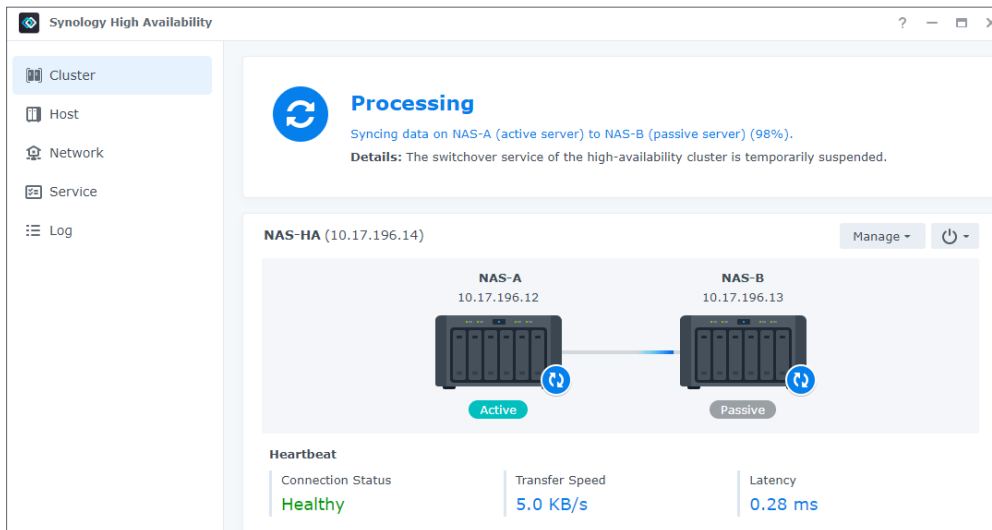 Synology High Availability
Cluster
Host
Network
Service
Log
Processing
Syncing data on NAS-A (active server) to NAS-B (passive server) (98%).
Details: The switchover service of the high-availability cluster is temporarily suspended.
NAS-HA (10.17.196.14)
Manage
NAS-A
10.17.196.12
NAS-B
10.17.196.13
Active
Passive
Heartbeat
Connection Status
Healthy
Transfer Speed
5.0 KB/s
Latency
0.28 ms